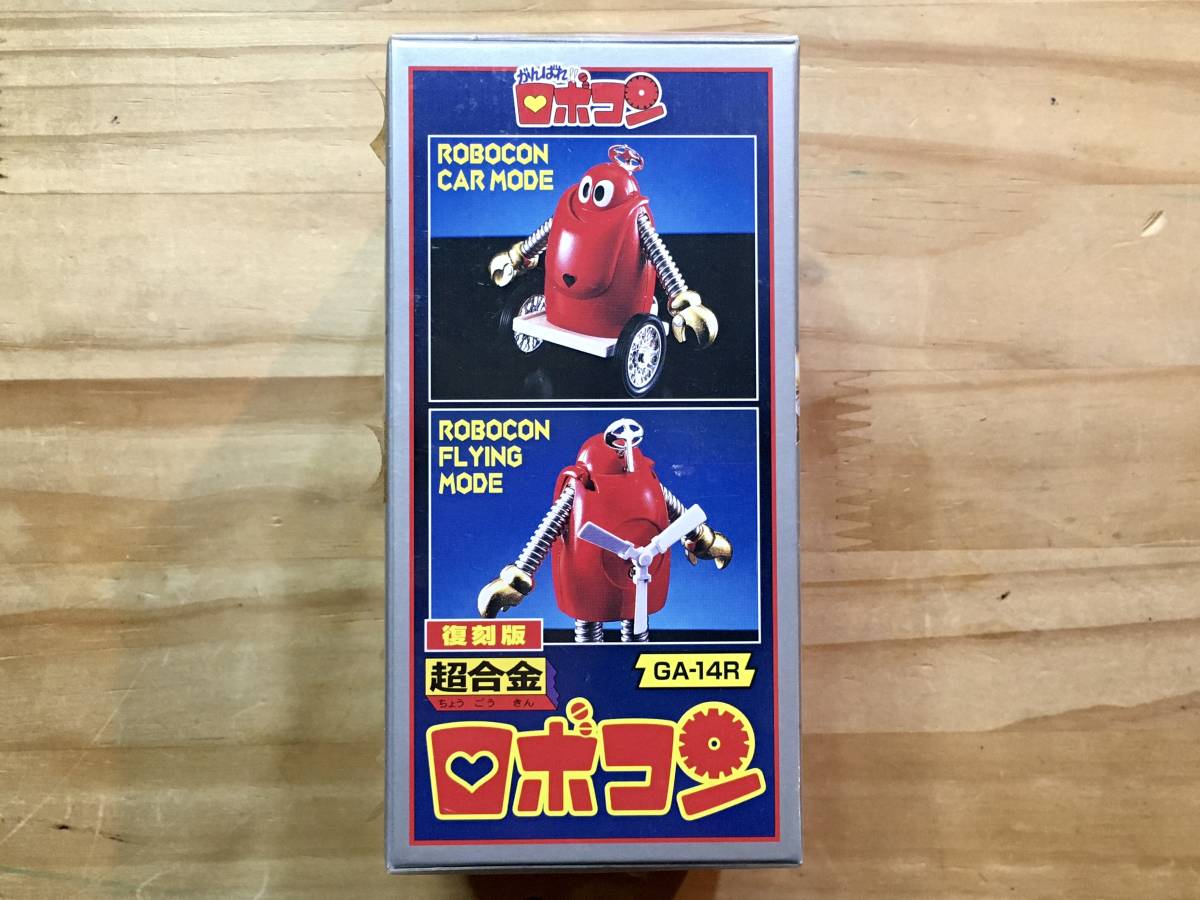 がんばれ!!
ロボコン
ROBOCON
CAR MODE
ROBOCON
FLYING
MODE
復刻版
超合金
ちょう ごう きん
GA-14R
ロボコン